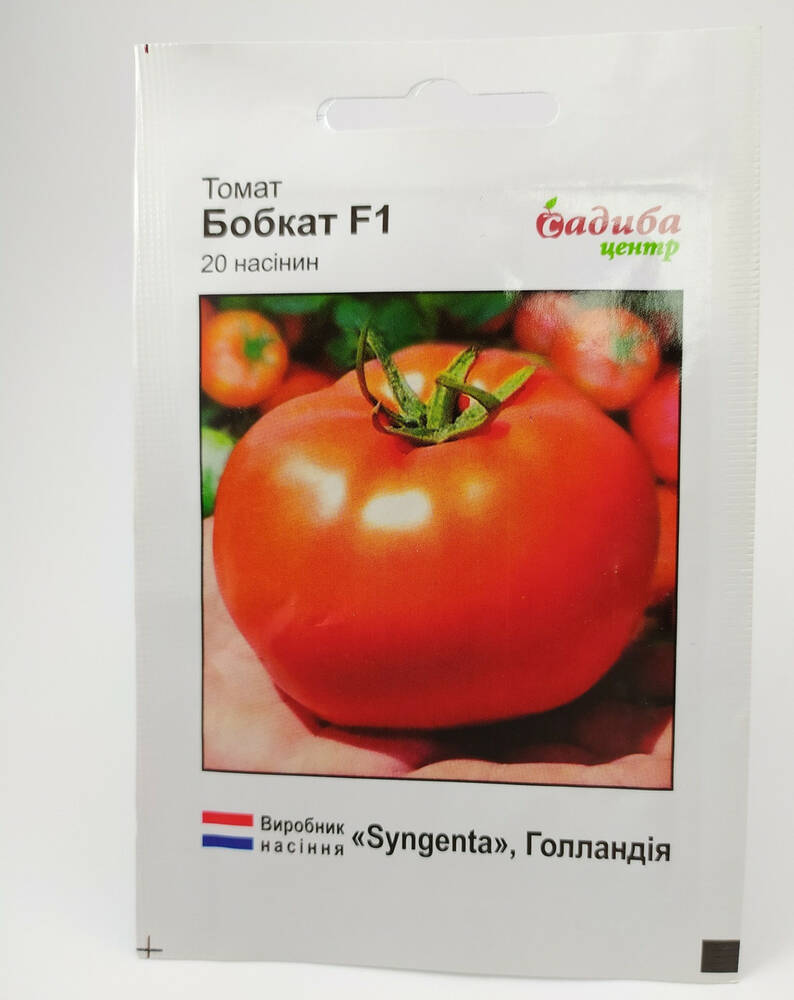 Томат
Бобкат F1
20 насінин
Садиба
центр
Виробник
насіння
«Syngenta», Голландія